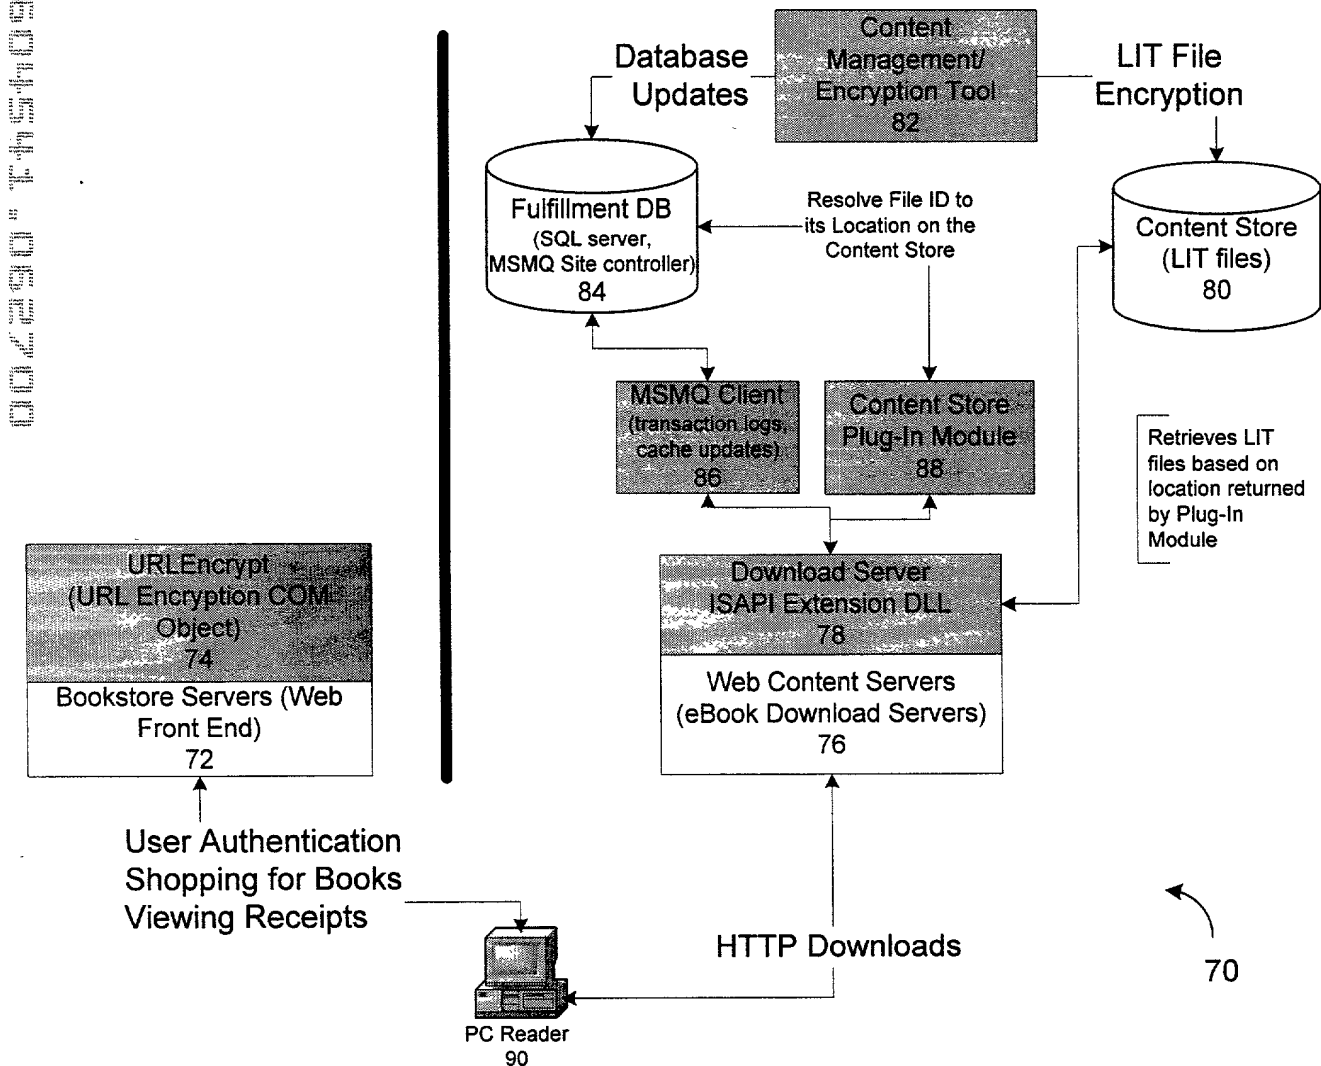 Content
Management/
Encryption Tool
82
Database
Updates
LIT File
Encryption
Fulfillment DB
(SQL server,
MSMQ Site controller)
84
Resolve File ID to
its Location on the
Content Store
Content Store
(LIT files)
80
MSMQ Client
(transaction logs,
cache updates)
86
Content Store
Plug-In Module
88
Retrieves LIT
files based on
location returned
by Plug-In
Module
URLEncrypt
(URL Encryption COM
Object)
74
Bookstore Servers (Web
Front End)
72
Download Server
ISAPI Extension DLL
78
Web Content Servers
(eBook Download Servers)
76
User Authentication
Shopping for Books
Viewing Receipts
HTTP Downloads
PC Reader
90
70